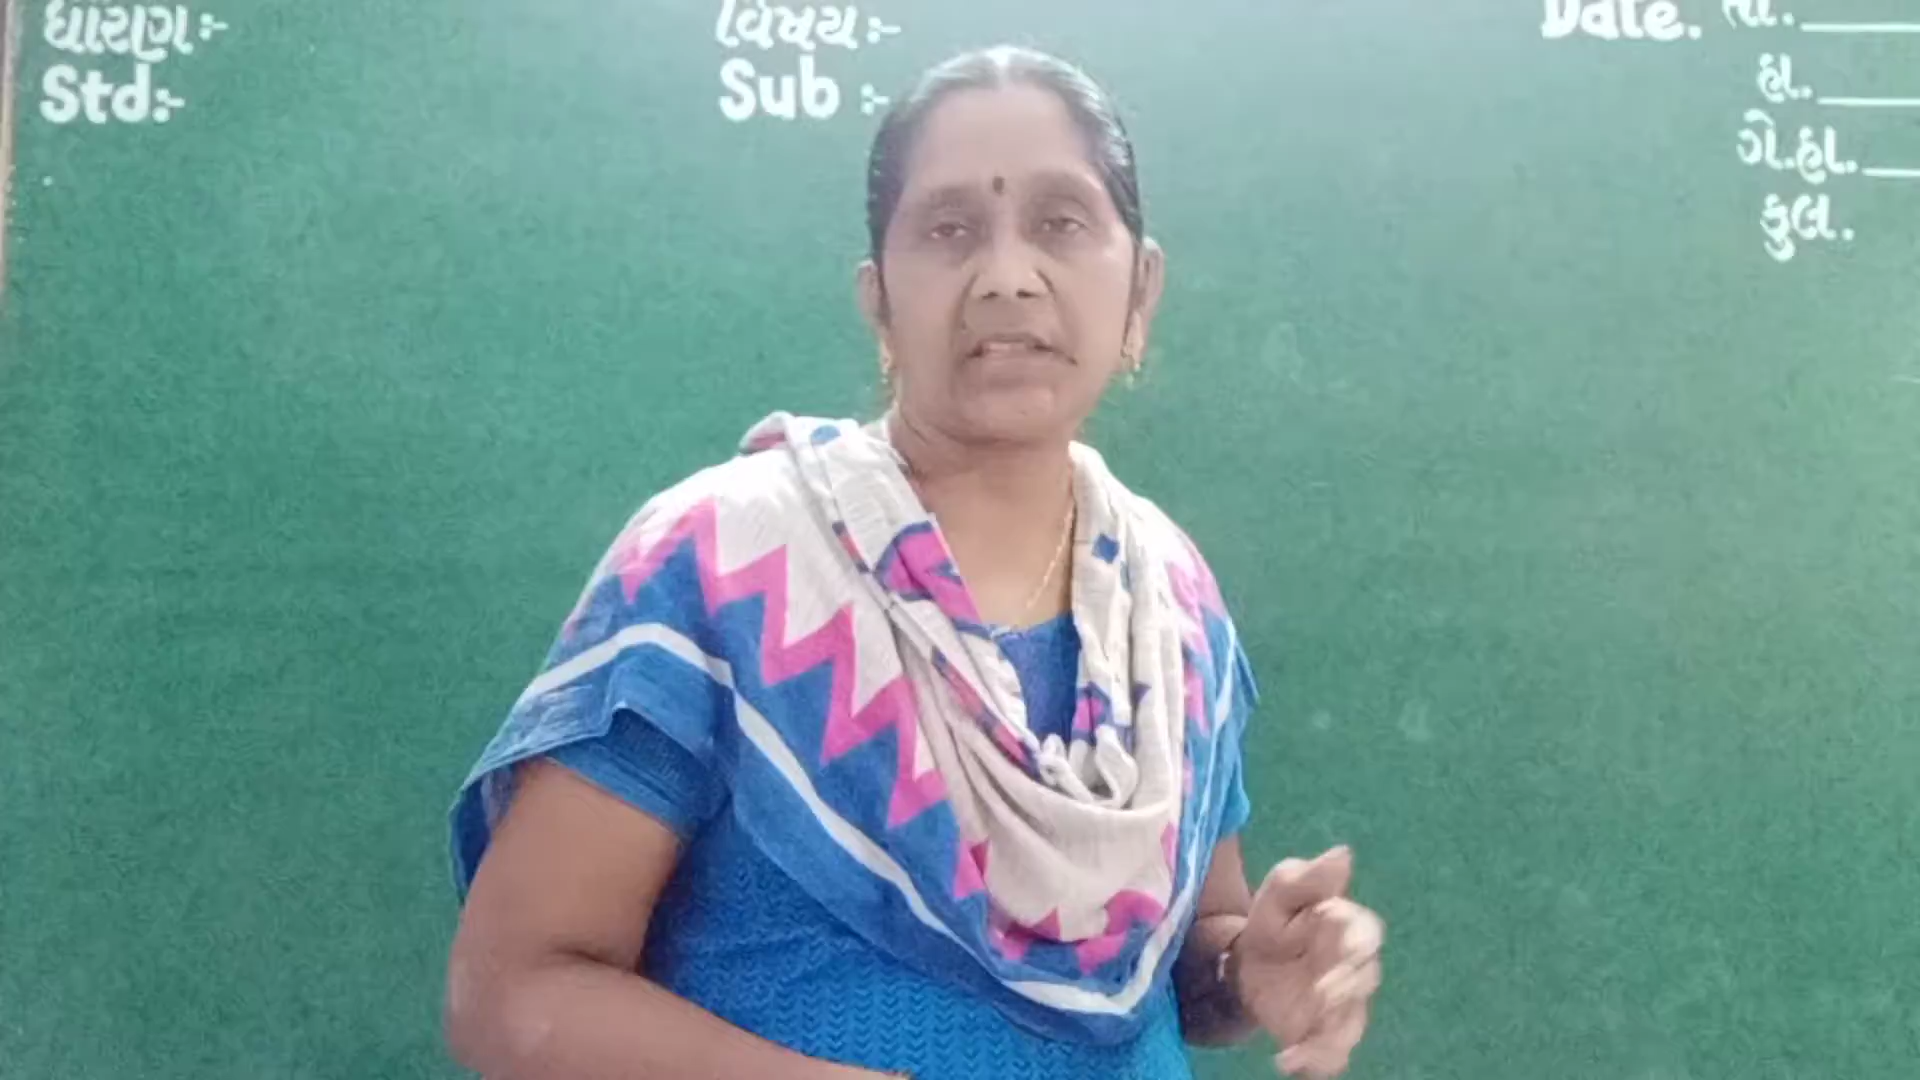 ધોરણ:-
Std:-
વિષય:-
Sub :-
Date. તા.
હા.
ગે.હા.
કુલ.